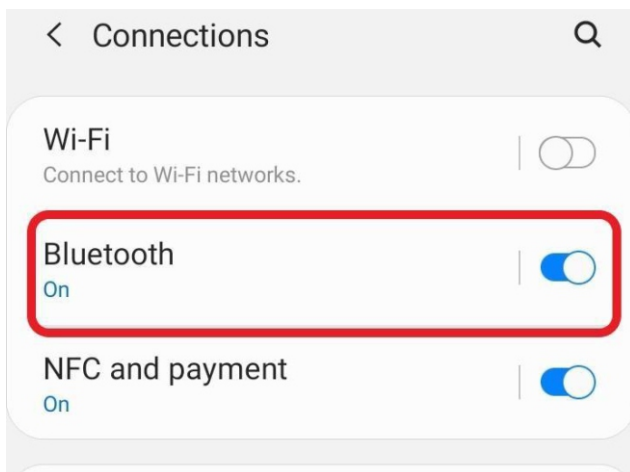 Connections
Wi-Fi
Connect to Wi-Fi networks.
Bluetooth
On
NFC and payment
On